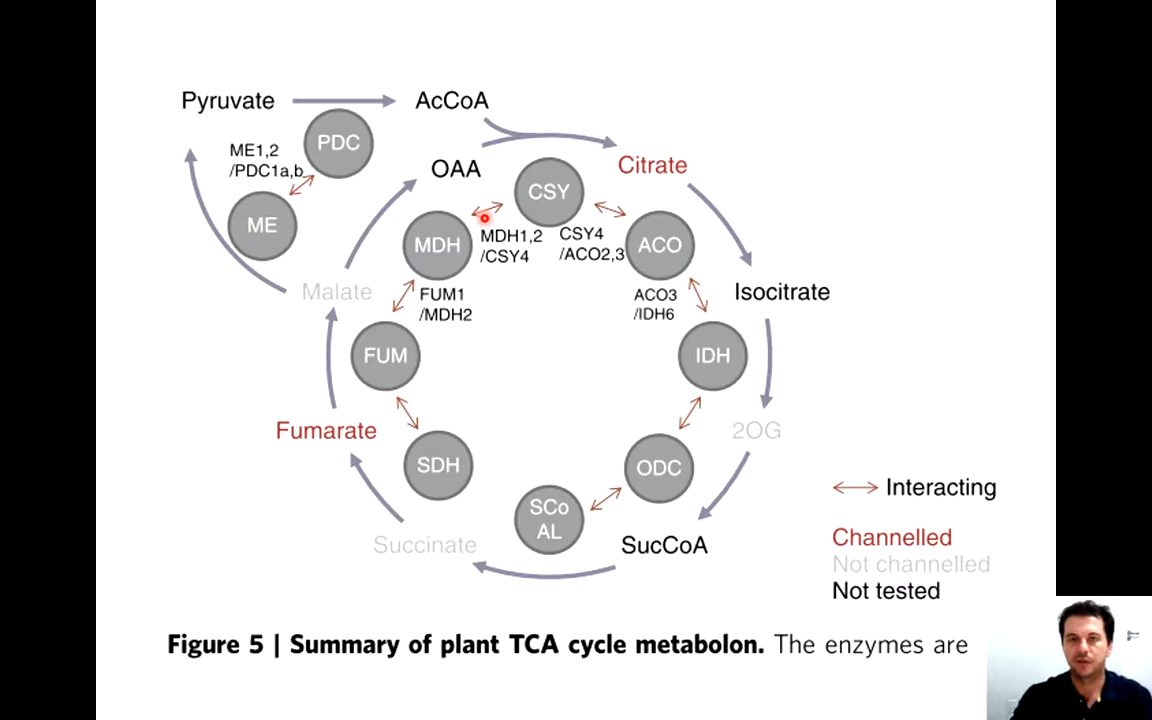 Pyruvate
AcCoA
PDC
ME1,2
/PDC1a,b
ME
OAA
Citrate
CSY
MDH
MDH1,2
/CSY4
CSY4
/ACO2,3
ACO
Malate
FUM1
/MDH2
ACO3
/IDH6
Isocitrate
FUM
IDH
Fumarate
2OG
SDH
ODC
SCo
AL
Succinate
SucCoA
Interacting
Channelled
Not channelled
Not tested
Figure 5 | Summary of plant TCA cycle metabolon. The enzymes are